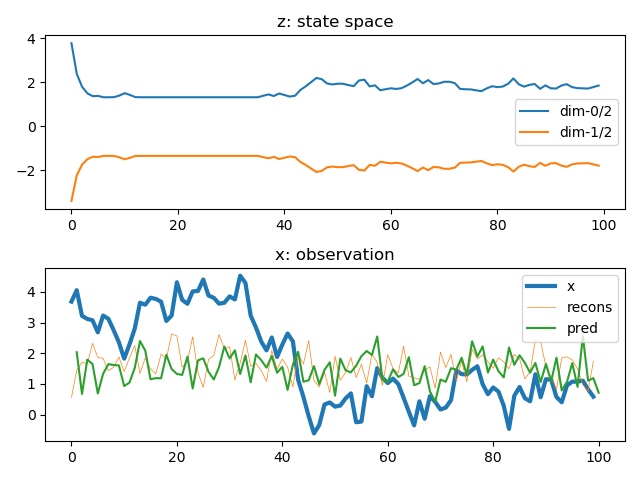 z: state space
4
2
0
−2
dim-0/2
dim-1/2
0 20 40 60 80 100
x: observation
4
3
2
1
0
x
recons
pred
0 20 40 60 80 100